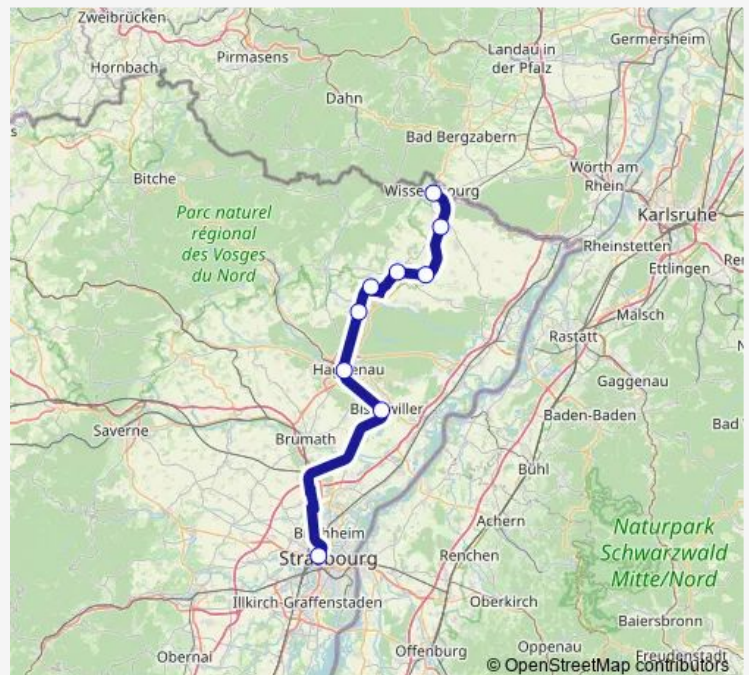 Zweibrücken
Germersheim
Landau in
der Pfalz
Pirmasens
Hornbach
Dahn
Bad Bergzabern
Wörth am
Rhein
Bitche
Karlsruhe
Parc naturel
régional
des Vosges
du Nord
Rheinstetten
Ettlingen
Malsch
Rastatt
Gaggenau
Baden-Baden
Bad
Saverne
Brumath
Bühl
Achern
Naturpark
Schwarzwald
Mitte/Nord
Renchen
Illkirch-Graffenstaden
Oberkirch
Baiersbronn
Obernai
Offenburg
Oppenau
Freudenstadt
© OpenStreetMap contributors